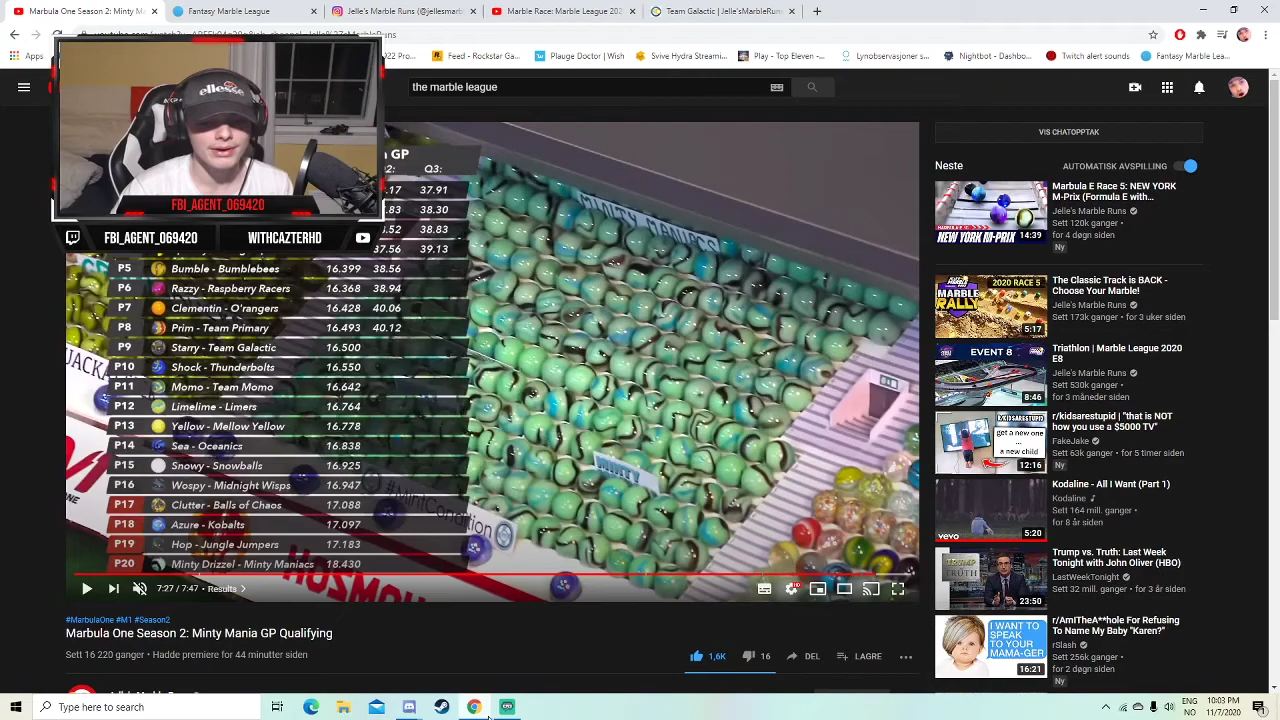 (2) YouTube
Jelle's Marble Runs (@jellesmar
Marble Race: Marble League 202
Team Galactic | Jelle'sMarbleRuns
Apps
Feed - Rockstar Ga...
Plauge Doctor | Wi...
Svive Hydra Streami...
Play - Top Eleven -...
Lynbroservation - O...
Dashboard - Marbl...
Twitch alert sounds
Fantasy Marble Lea...
the marble league
ellesse
FBI_AGENT_069420
FBI_AGENT_069420 WITHCAZTERHD
GP
Q3:
37.91
38.30
38.83
37.56 39.13
P5 Bumble - Bumblebees 16.399 38.56
P6 Razzy - Raspberry Racers 16.368 38.94
P7 Clementin - O'rangers 16.428 40.06
P8 Prim - Team Primary 16.493 40.12
P9 Starry - Team Galactic 16.500
P10 Shock - Thunderbolts 16.550
P11 Momo - Team Momo 16.642
P12 Limelime - Limers 16.764
P13 Yellow - Mellow Yellow 16.778
P14 Sea - Oceanics 16.838
P15 Snowy - Snowballs 16.925
P16 Wospy - Midnight Wisps 16.947
P17 Clutter - Balls of Chaos 17.088
P18 Azure - Kobalts 17.097
P19 Hop - Jungle Jumpers 17.183
P20 Minty Drizzel - Minty Maniacs 18.430
MINTY MANIACS
MINTY
#MintCondition
7:27 / 7:47 • Results
#MarbulaOne #M1 #Season2
Marbula One Season 2: Minty Mania GP Qualifying
Sett 16 220 ganger • Hadde premiere for 44 minutter siden
1,6K 16 DEL LAGRE
VIS CHATOPPTAK
Neste AUTOMATISK AVSPILLING
NEW YORK M-PRIX 14:39
Marbula E Race 5: NEW YORK
M-Prix (Formula E with...
Jelle's Marble Runs
Sett 120k ganger •
for 4 døgn siden
Ny
2020 RACE 5
MARBLE RALLY
5:17
The Classic Track is BACK -
Choose Your Marble!
Jelle's Marble Runs
Sett 173k ganger • for 3 uker siden
EVENT 8
8:46
Triathlon | Marble League 2020
E8
Jelle's Marble Runs
Sett 530k ganger •
for 3 måneder siden
get a new one
a new child
12:16
r/kidsarestupid | "that is NOT
how you use a $5000 TV"
FakeJake
Sett 63k ganger • for 5 timer siden
Ny
vevo
5:20
Kodaline - All I Want (Part 1)
Kodaline
Sett 164 mill. ganger •
for 8 år siden
TRUTH
23:50
Trump vs. Truth: Last Week
Tonight with John Oliver (HBO)
LastWeekTonight
Sett 32 mill. ganger • for 3 år siden
I WANT TO
SPEAK
TO YOUR
MAMA-GER
16:21
r/AmITheA**hole For Refusing
To Name My Baby "Karen"
rSlash
Sett 256k ganger •
for 2 døgn siden
Ny
Type here to search
10:03 PM
11/7/2020